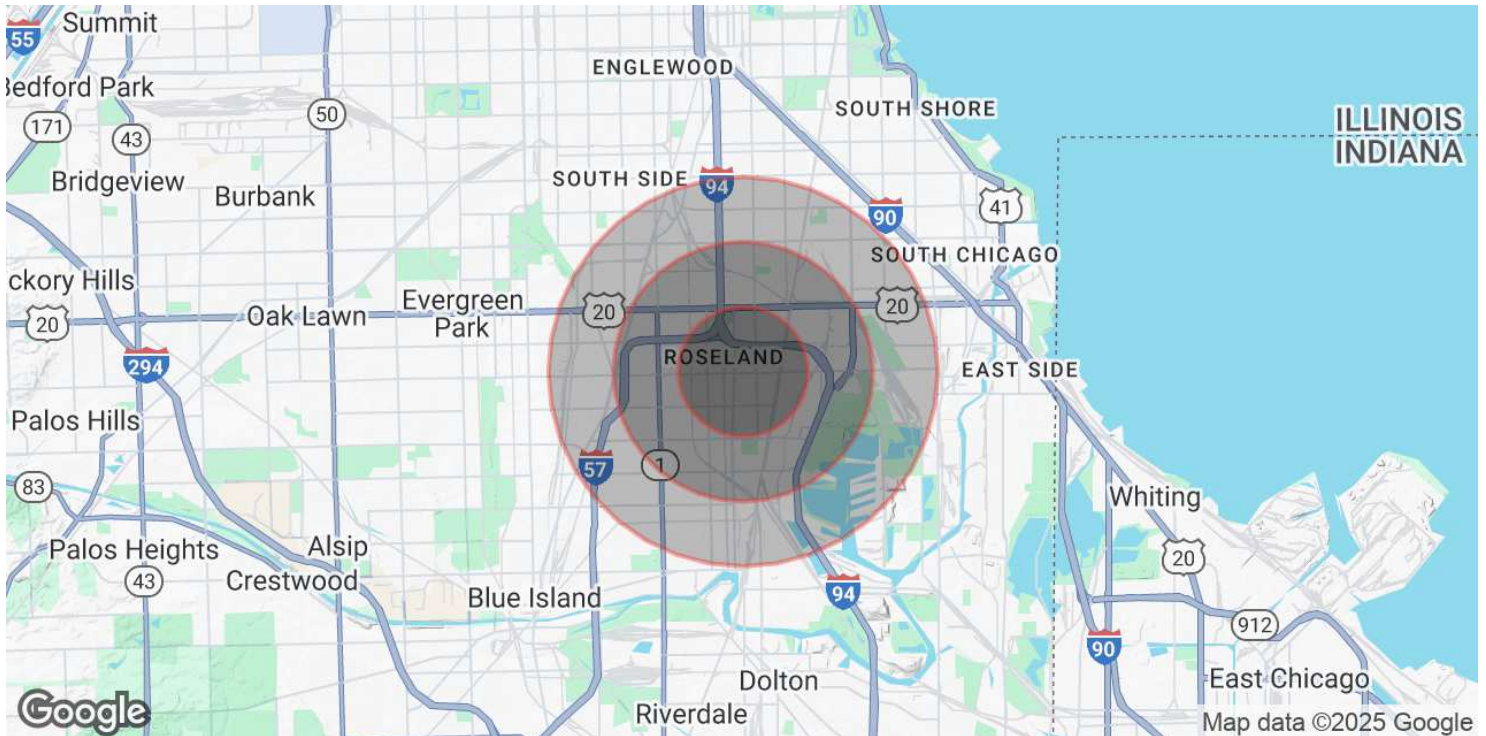 Summit
55
ENGLEWOOD
Bedford Park
SOUTH SHORE
50
ILLINOIS
INDIANA
171
43
Bridgeview
SOUTH SIDE
94
Burbank
41
90
SOUTH CHICAGO
ckory Hills
Evergreen
Park
20
20
20
Oak Lawn
ROSELAND
294
EAST SIDE
Palos Hills
1
57
83
Whiting
Palos Heights
Alsip
20
43
Crestwood
Blue Island
94
912
90
Dolton
East Chicago
Riverdale
Google
Map data ©2025 Google